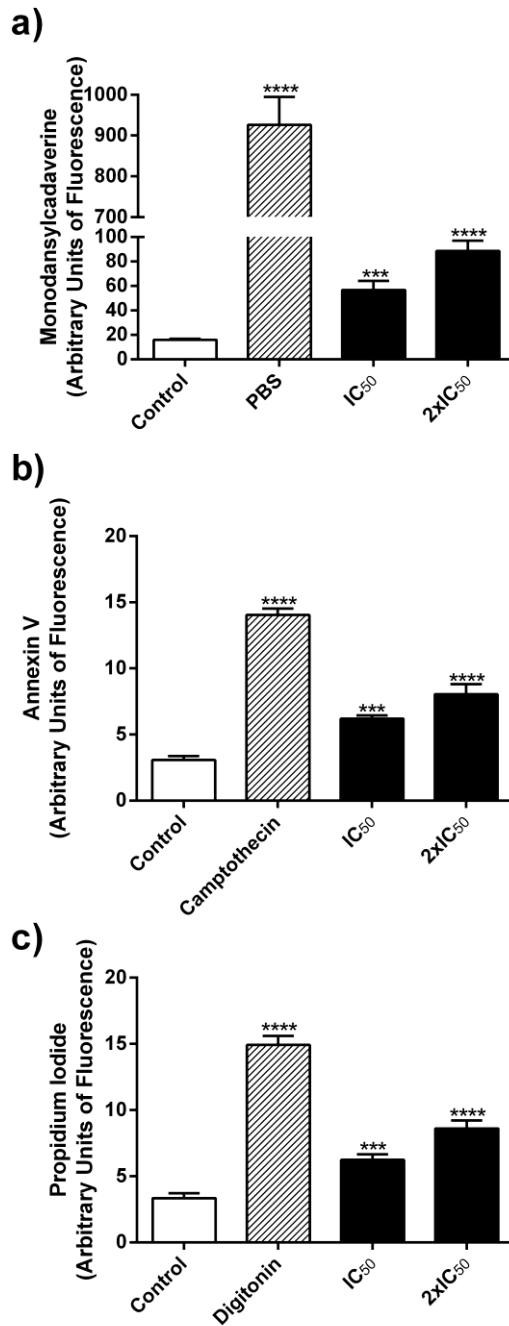 a)
Monodansylcadaverine
(Arbitrary Units of Fluorescence)
1000
900
800
700
100
80
60
40
20
0
****
***
****
Control
PBS
IC50
2xIC50
b)
Annexin V
(Arbitrary Units of Fluorescence)
20
15
10
5
0
****
***
****
Control
Camptothecin
IC50
2xIC50
c)
Propidium Iodide
(Arbitrary Units of Fluorescence)
20
15
10
5
0
****
***
****
Control
Digitonin
IC50
2xIC50